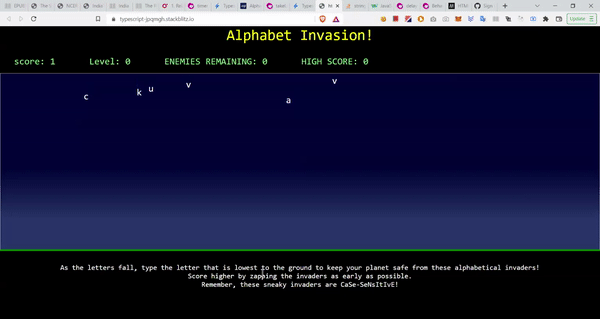 typescript-jpqmgh.stackblitz.io
Update
Alphabet Invasion!
score: 1 Level: 0 ENEMIES REMAINING: 0 HIGH SCORE: 0
v
c k u v a
As the letters fall, type the letter that is lowest to the ground to keep your planet safe from these alphabetical invaders!
Score higher by zapping the invaders as early as possible.
Remember, these sneaky invaders are CaSe-SeNsItIvE!